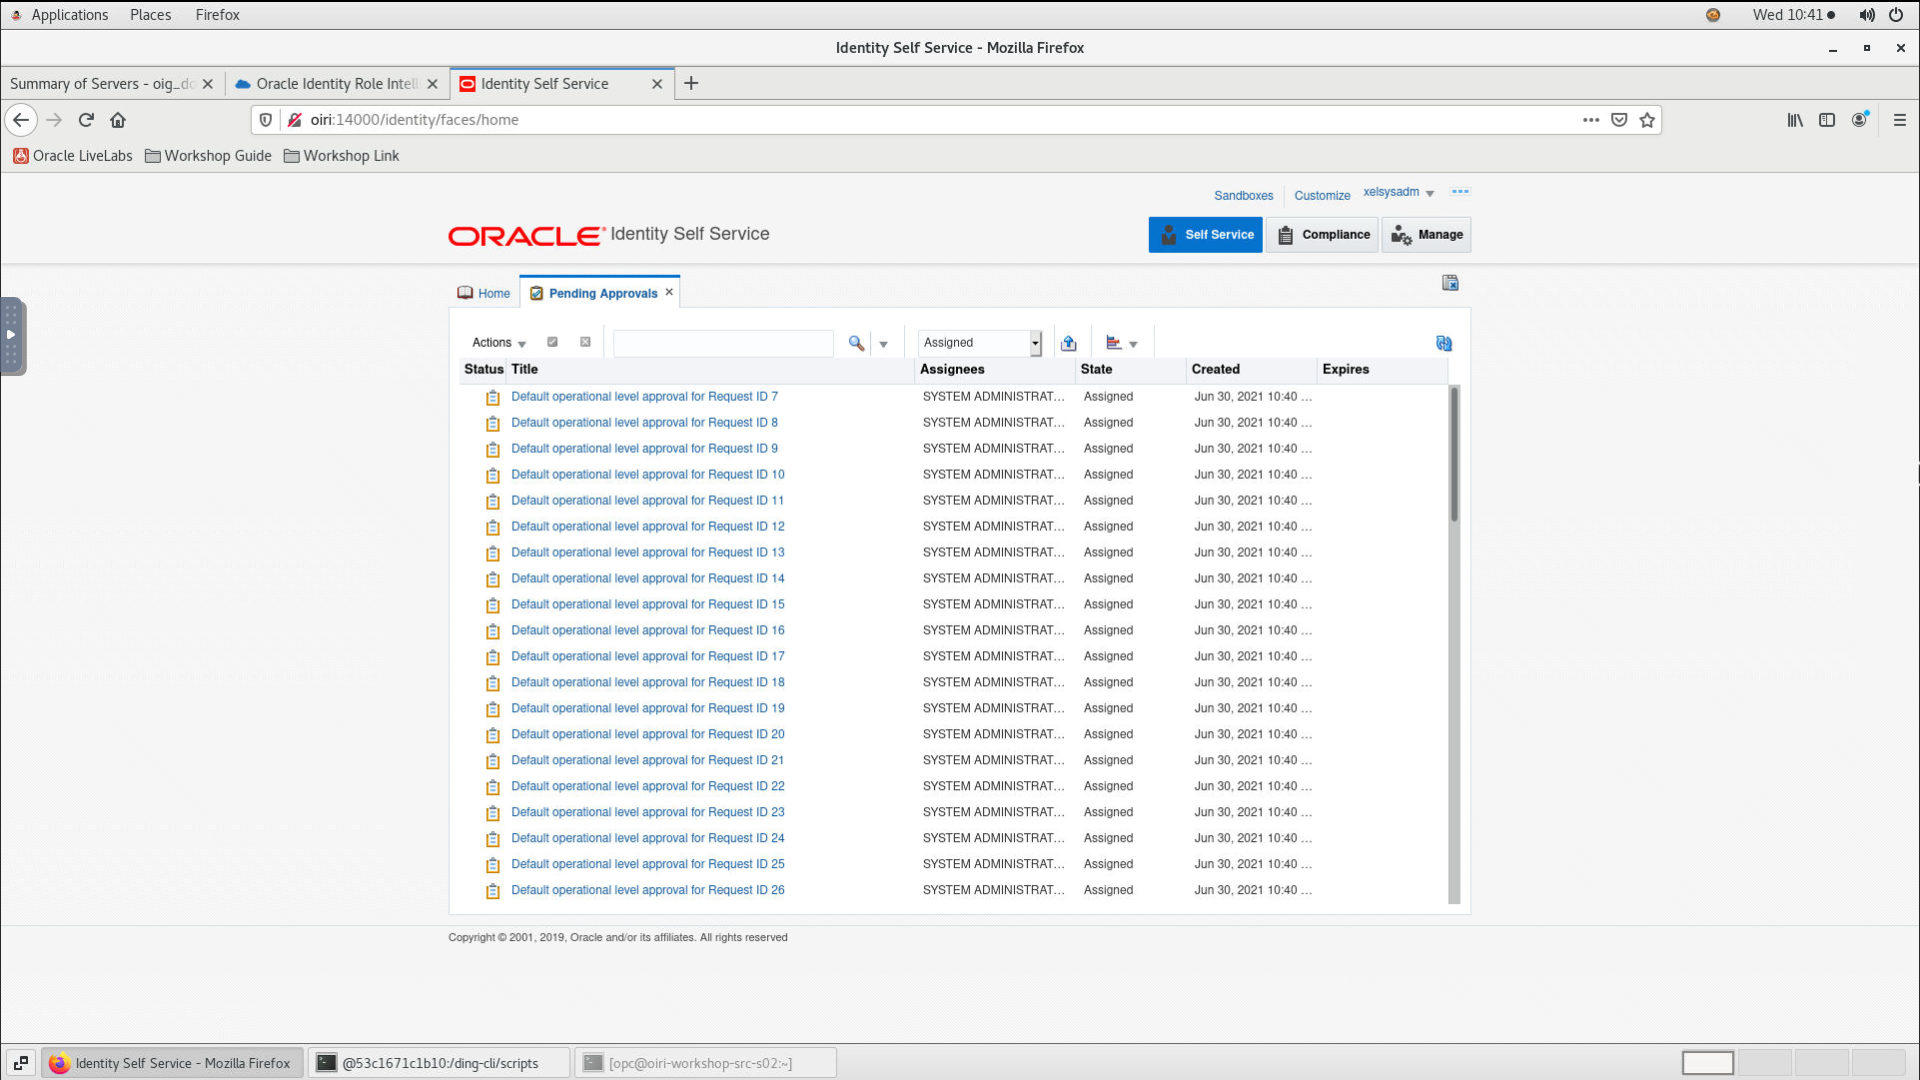 Applications Places Firefox Wed 10:41
Identity Self Service - Mozilla Firefox
Summary of Servers - oig_do Oracle Identity Role Intell Identity Self Service
oiri:14000/identity/faces/home
Oracle LiveLabs Workshop Guide Workshop Link
Sandboxes Customize xelsysadm
ORACLE Identity Self Service Self Service Compliance Manage
Home Pending Approvals
Actions Assigned
Status Title Assignees State Created Expires
Default operational level approval for Request ID 7 SYSTEM ADMINISTRAT... Assigned Jun 30, 2021 10:40 ...
Default operational level approval for Request ID 8 SYSTEM ADMINISTRAT... Assigned Jun 30, 2021 10:40 ...
Default operational level approval for Request ID 9 SYSTEM ADMINISTRAT... Assigned Jun 30, 2021 10:40 ...
Default operational level approval for Request ID 10 SYSTEM ADMINISTRAT... Assigned Jun 30, 2021 10:40 ...
Default operational level approval for Request ID 11 SYSTEM ADMINISTRAT... Assigned Jun 30, 2021 10:40 ...
Default operational level approval for Request ID 12 SYSTEM ADMINISTRAT... Assigned Jun 30, 2021 10:40 ...
Default operational level approval for Request ID 13 SYSTEM ADMINISTRAT... Assigned Jun 30, 2021 10:40 ...
Default operational level approval for Request ID 14 SYSTEM ADMINISTRAT... Assigned Jun 30, 2021 10:40 ...
Default operational level approval for Request ID 15 SYSTEM ADMINISTRAT... Assigned Jun 30, 2021 10:40 ...
Default operational level approval for Request ID 16 SYSTEM ADMINISTRAT... Assigned Jun 30, 2021 10:40 ...
Default operational level approval for Request ID 17 SYSTEM ADMINISTRAT... Assigned Jun 30, 2021 10:40 ...
Default operational level approval for Request ID 18 SYSTEM ADMINISTRAT... Assigned Jun 30, 2021 10:40 ...
Default operational level approval for Request ID 19 SYSTEM ADMINISTRAT... Assigned Jun 30, 2021 10:40 ...
Default operational level approval for Request ID 20 SYSTEM ADMINISTRAT... Assigned Jun 30, 2021 10:40 ...
Default operational level approval for Request ID 21 SYSTEM ADMINISTRAT... Assigned Jun 30, 2021 10:40 ...
Default operational level approval for Request ID 22 SYSTEM ADMINISTRAT... Assigned Jun 30, 2021 10:40 ...
Default operational level approval for Request ID 23 SYSTEM ADMINISTRAT... Assigned Jun 30, 2021 10:40 ...
Default operational level approval for Request ID 24 SYSTEM ADMINISTRAT... Assigned Jun 30, 2021 10:40 ...
Default operational level approval for Request ID 25 SYSTEM ADMINISTRAT... Assigned Jun 30, 2021 10:40 ...
Default operational level approval for Request ID 26 SYSTEM ADMINISTRAT... Assigned Jun 30, 2021 10:40 ...
Copyright © 2001, 2019, Oracle and/or its affiliates. All rights reserved
Identity Self Service - Mozilla Firefox @53c1671c1b10:/ding-cli/scripts [opc@oiri-workshop-src-s02:~]